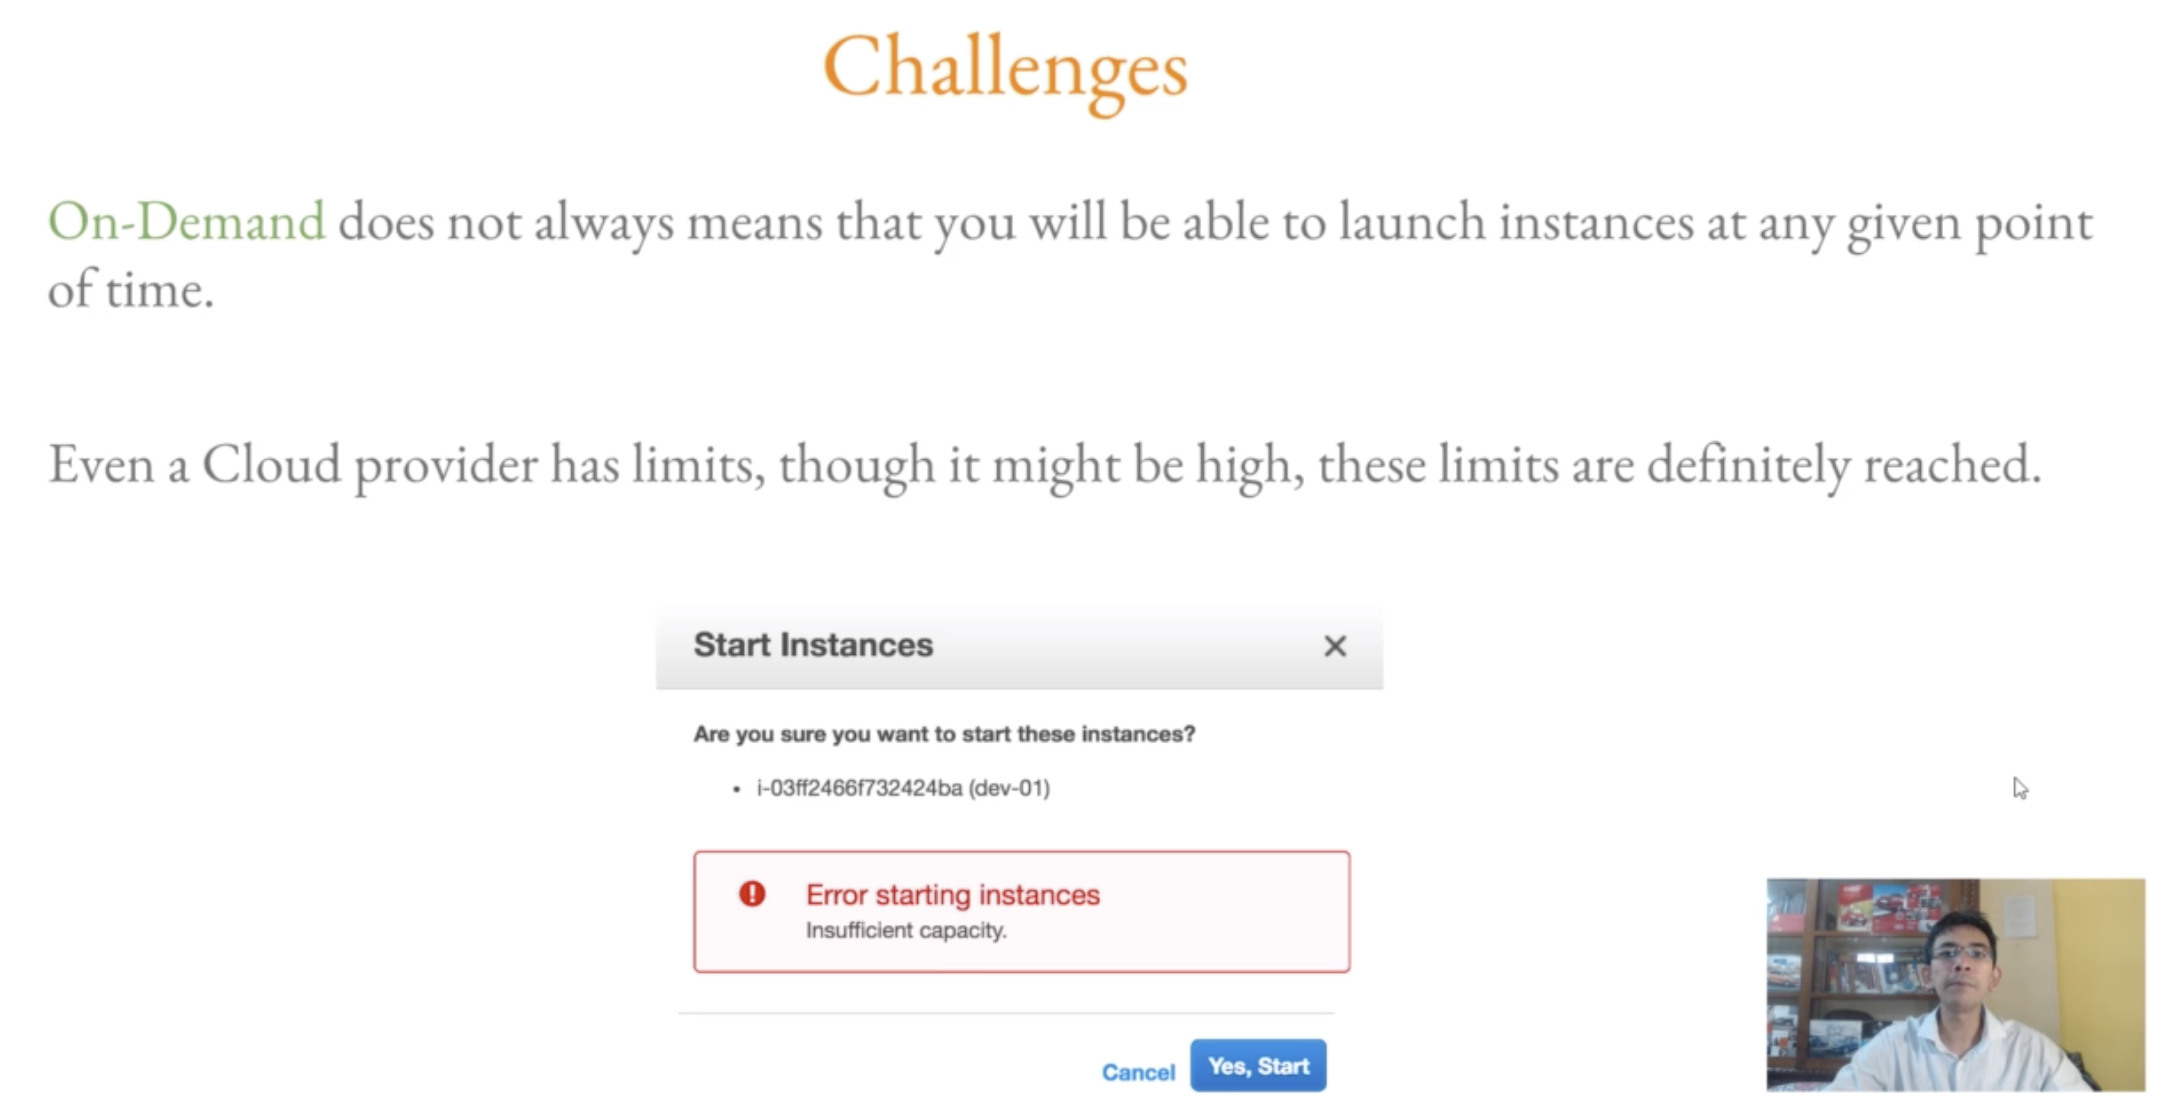 Challenges
On-Demand does not always means that you will be able to launch instances at any given point
of time.
Even a Cloud provider has limits, though it might be high, these limits are definitely reached.
Start Instances
Are you sure you want to start these instances?
• i-03ff2466f732424ba (dev-01)
Error starting instances
Insufficient capacity.
Cancel Yes, Start